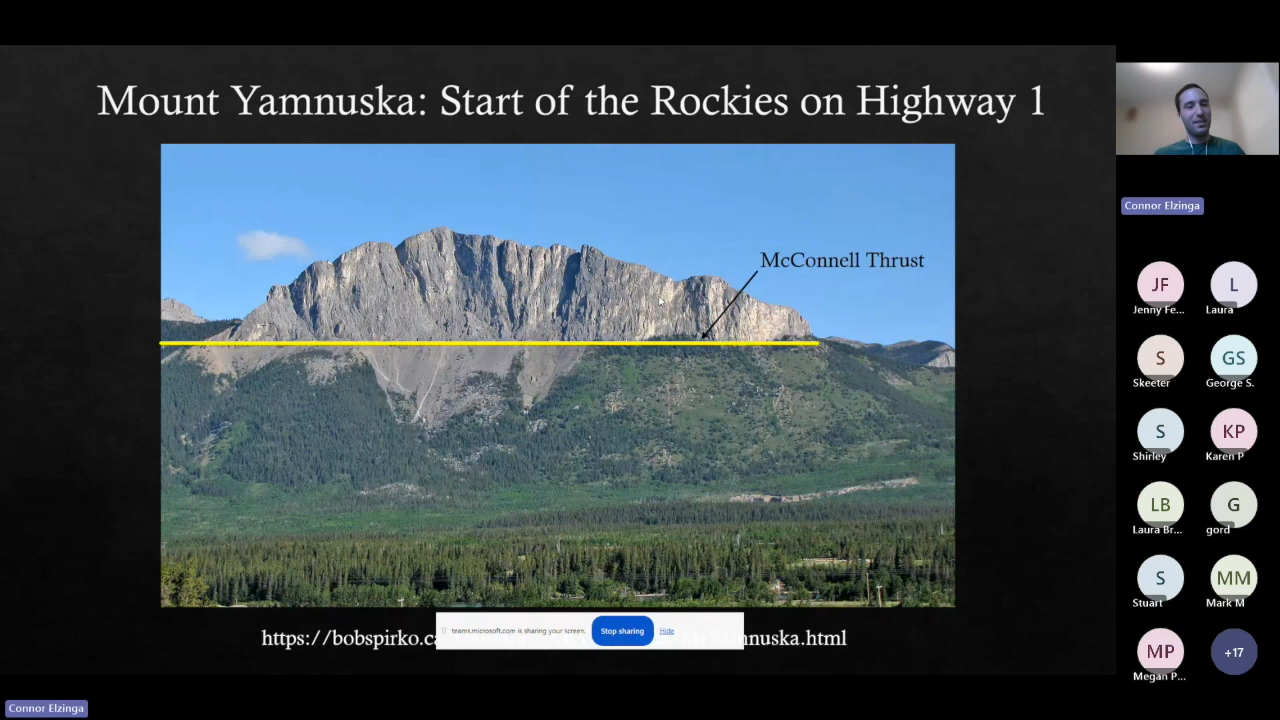 Mount Yamnuska: Start of the Rockies on Highway 1
McConnell Thrust
https://bobspirko.ca
nuska.html
teams.microsoft.com is sharing your screen.
Stop sharing
Hide
Connor Elzinga
JF
L
Jenny Fe...
Laura
S
GS
Skeeter
George S.
S
KP
Shirley
Karen P
LB
G
Laura Br...
gord
S
MM
Stuart
Mark M
MP
+17
Megan P...
Connor Elzinga